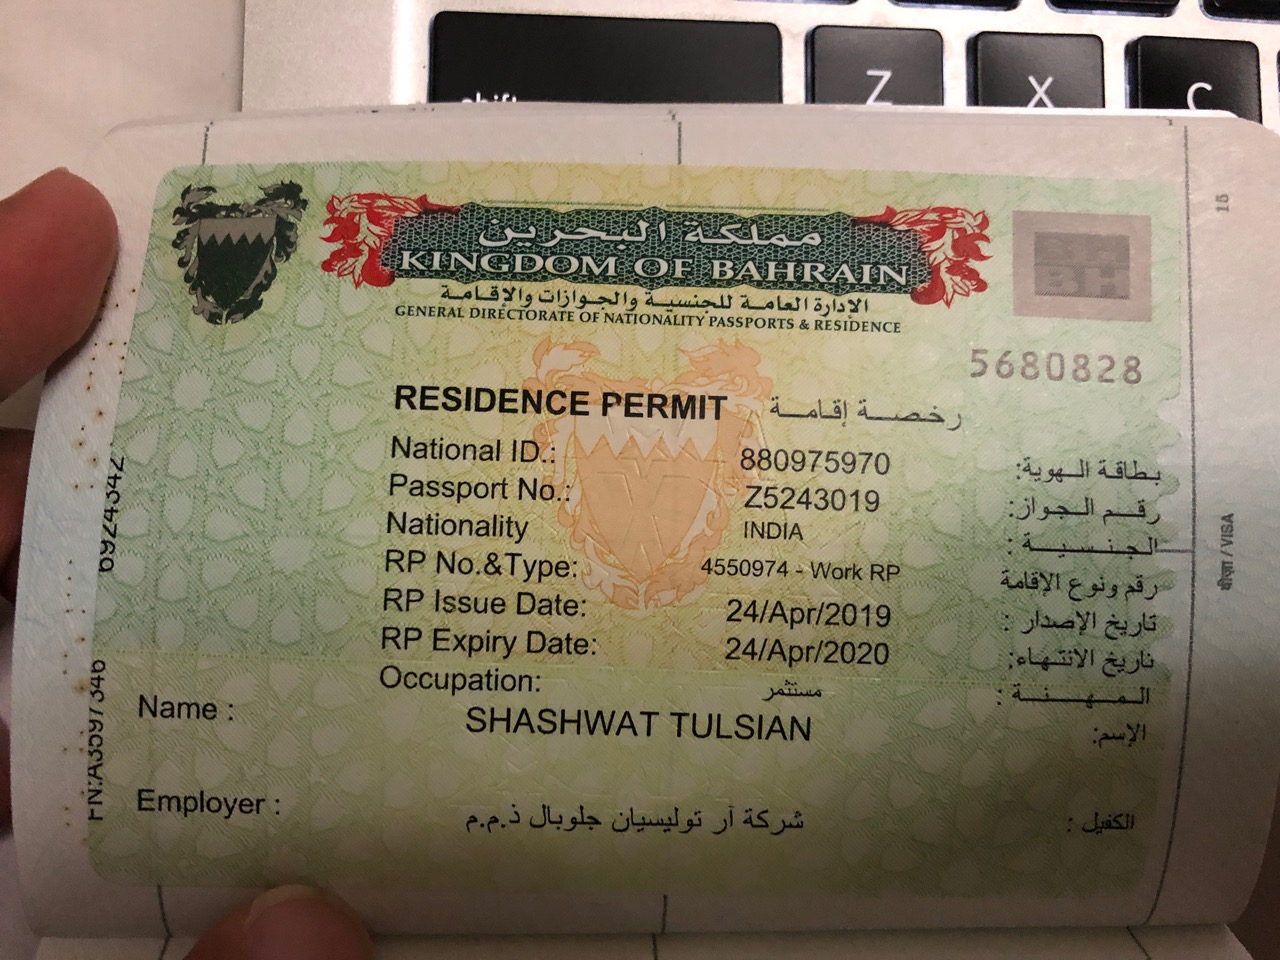 مملكة البحرين
KINGDOM OF BAHRAIN
الإدارة العامة للجنسية والجوازات والإقامة
GENERAL DIRECTORATE OF NATIONALITY PASSPORTS & RESIDENCE
5680828
RESIDENCE PERMIT رخصة إقامة
National ID.: 880975970 بطاقة الهوية:
Passport No.: Z5243019 رقم الجواز:
Nationality INDIA الجنسية:
RP No.&Type: 4550974 - Work RP رقم ونوع الإقامة
RP Issue Date: 24/Apr/2019 تاريخ الإصدار:
RP Expiry Date: 24/Apr/2020 تاريخ الانتهاء:
Occupation: مستثمر المهنة:
Name : SHASHWAT TULSIAN الإسم:
Employer : شركة آر تولسيان جلوبال ذ.م.م الكفيل:
6924342
FN:A3597346
वीज़ा / VISA
15
shift
Z
X
C